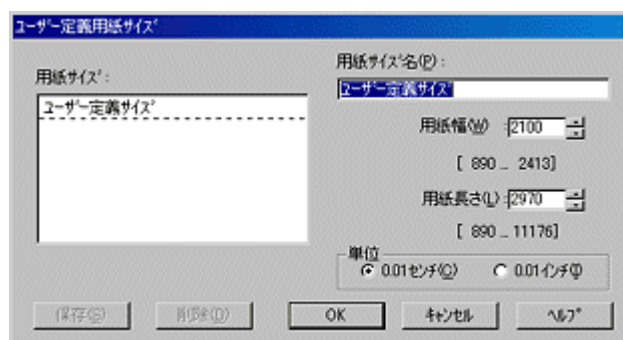 ユーザー定義用紙サイズ
用紙サイズ:
ユーザー定義サイズ
用紙サイズ名(P):
ユーザー定義サイズ
用紙幅(W) : 2100
[ 890 _ 2413]
用紙長さ(L) : 2970
[ 890 _ 11176]
単位
0.01センチ(C) 0.01インチ(I)
保存(S) 削除(D) OK キャンセル ヘルプ